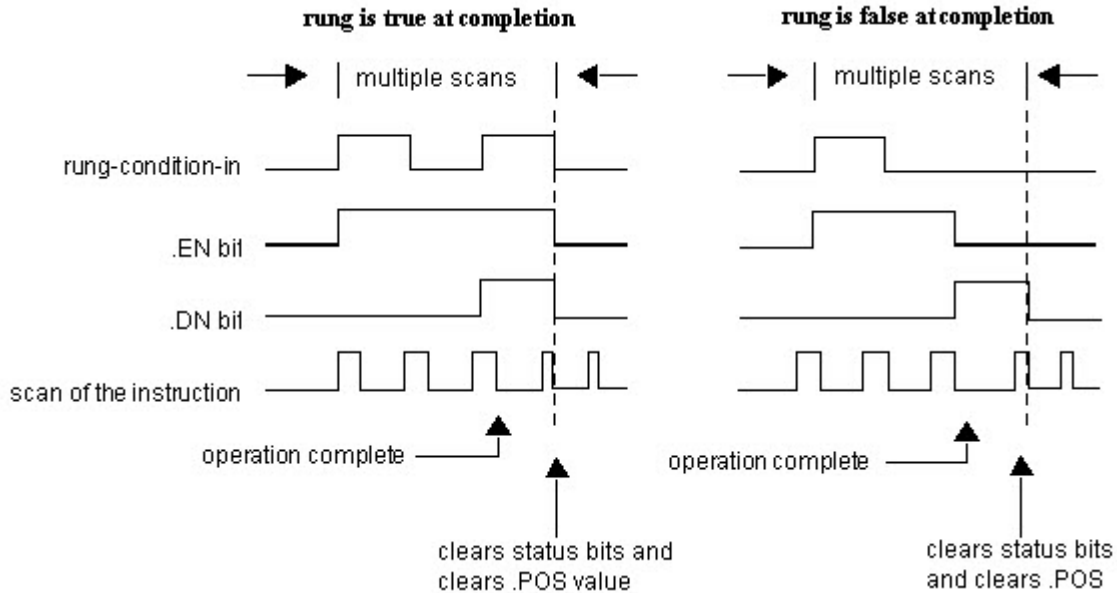 rung is true at completion
rung is false at completion
multiple scans
multiple scans
rung-condition-in
.EN bit
.DN bit
scan of the instruction
operation complete
operation complete
clears status bits and
clears .POS value
clears status bits
and clears .POS